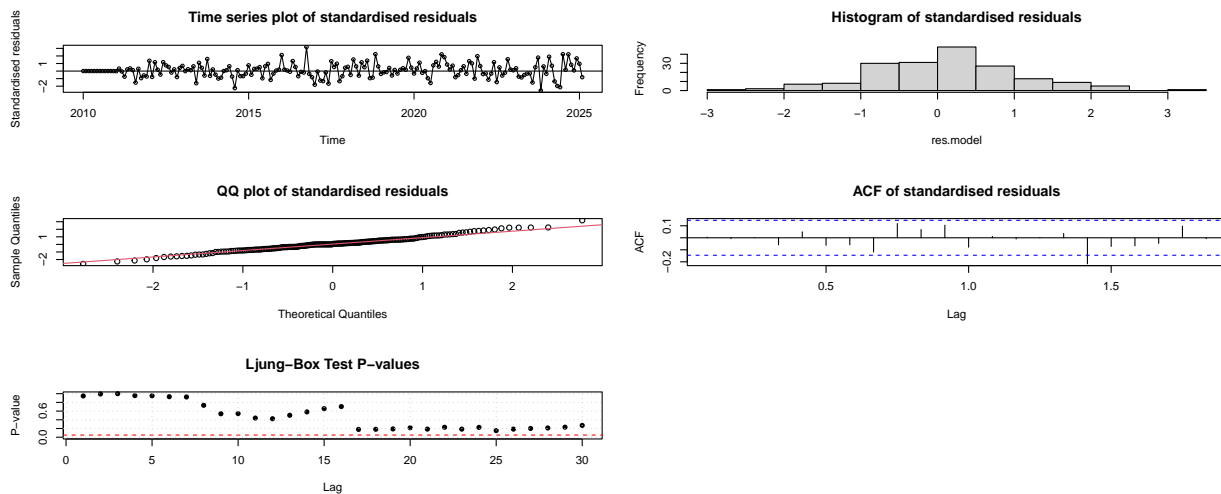 Time series plot of standardised residuals
Standardised residuals
1
−2
2010 2015 2020 2025
Time
Histogram of standardised residuals
Frequency
30
0
−3 −2 −1 0 1 2 3
res.model
QQ plot of standardised residuals
Sample Quantiles
1
−2
−2 −1 0 1 2
Theoretical Quantiles
ACF of standardised residuals
ACF
0.1
−0.2
0.5 1.0 1.5
Lag
Ljung−Box Test P−values
P−value
0.6
0.0
0 5 10 15 20 25 30
Lag